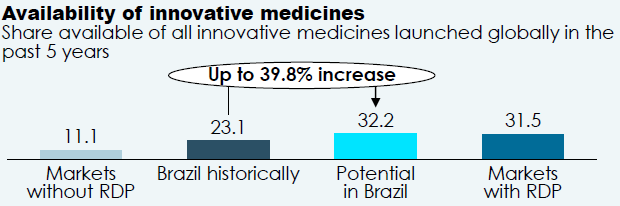 Availability of innovative medicines
Share available of all innovative medicines launched globally in the
past 5 years
Up to 39.8% increase
11.1
23.1
32.2
31.5
Markets
without RDP
Brazil historically
Potential
in Brazil
Markets
with RDP